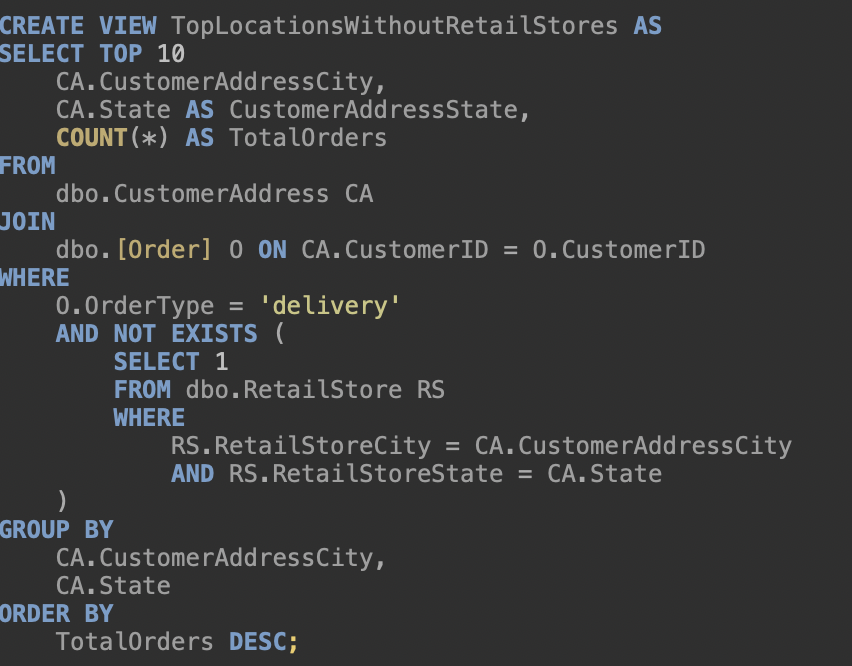 CREATE VIEW TopLocationsWithoutRetailStores AS
SELECT TOP 10
    CA.CustomerAddressCity,
    CA.State AS CustomerAddressState,
    COUNT(*) AS TotalOrders
FROM
    dbo.CustomerAddress CA
JOIN
    dbo.[Order] O ON CA.CustomerID = O.CustomerID
WHERE
    O.OrderType = 'delivery'
    AND NOT EXISTS (
        SELECT 1
        FROM dbo.RetailStore RS
        WHERE
            RS.RetailStoreCity = CA.CustomerAddressCity
            AND RS.RetailStoreState = CA.State
    )
GROUP BY
    CA.CustomerAddressCity,
    CA.State
ORDER BY
    TotalOrders DESC;